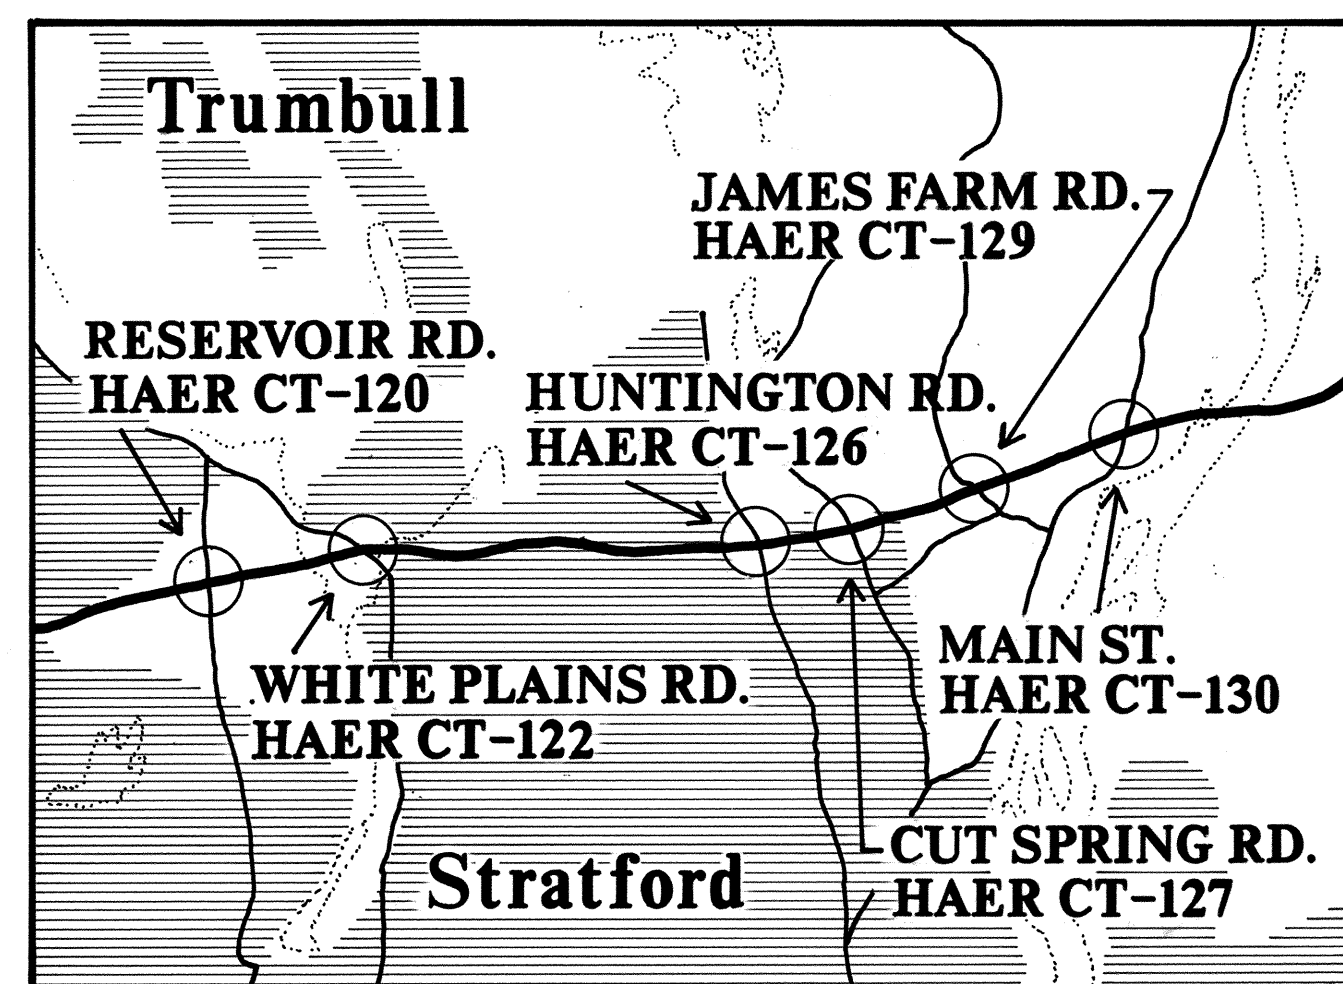 Trumbull
JAMES FARM RD.
HAER CT-129
RESERVOIR RD.
HAER CT-120
HUNTINGTON RD.
HAER CT-126
MAIN ST.
HAER CT-130
WHITE PLAINS RD.
HAER CT-122
CUT SPRING RD.
HAER CT-127
Stratford